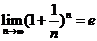 lim(1+1/n)^n = e
n→∞